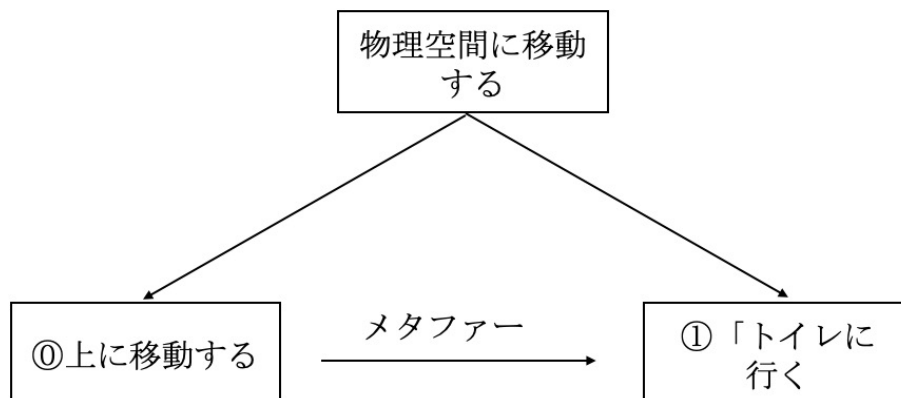 物理空間に移動
する
メタファー
⓪上に移動する
①「トイレに
行く